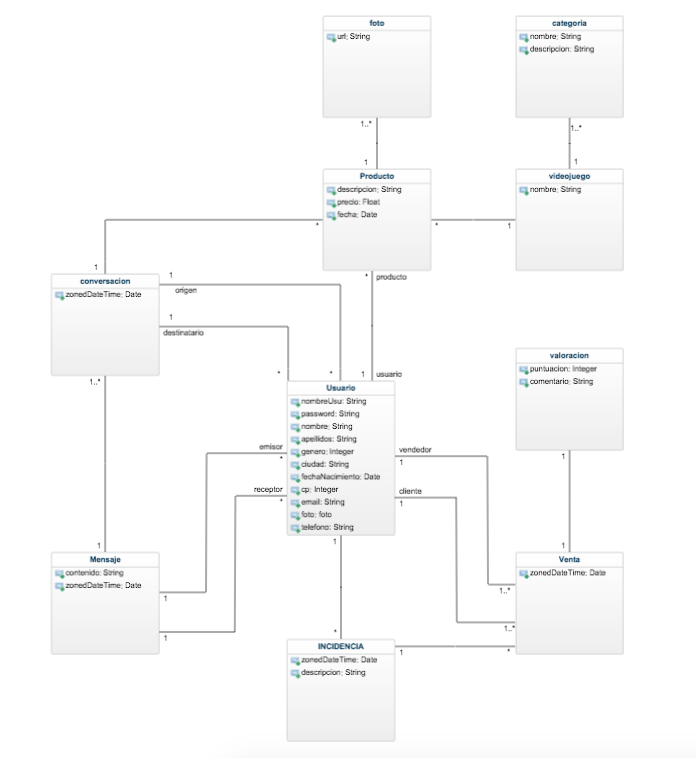 foto
url: String
categoria
nombre: String
descripcion: String
1..*
1..*
1
1
Producto
descripcion: String
precio: Float
fecha: Date
videojuego
nombre: String
*
*
1
1
conversacion
zonedDateTime: Date
1
origen
1
destinatario
* producto
valoracion
puntuacion: Integer
comentario: String
1..*
*
*
1 usuario
Usuario
nombreUsu: String
password: String
nombre: String
apellidos: String
genero: Integer
ciudad: String
fechaNacimiento: Date
cp: Integer
email: String
foto: foto
telefono: String
emisor
*
receptor
*
vendedor
1
cliente
1
1
1
1
1
Mensaje
contenido: String
zonedDateTime: Date
Venta
zonedDateTime: Date
1
1
1..*
1..*
*
INCIDENCIA
zonedDateTime: Date
descripcion: String
1
*